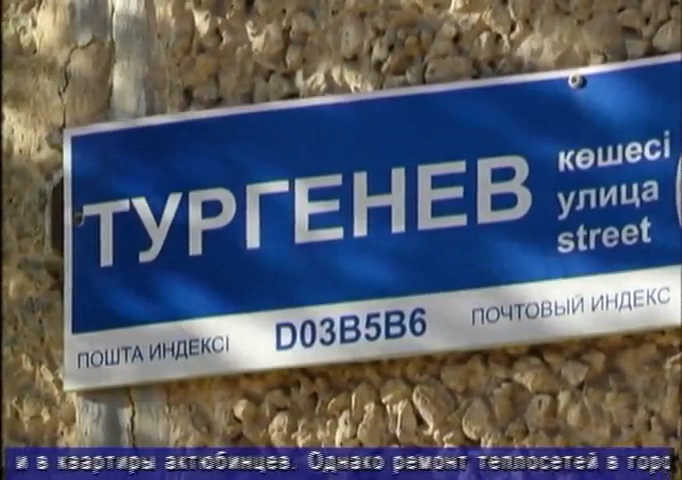 ТУРГЕНЕВ
көшесі
улица
street
ПОШТА ИНДЕКСІ
D03B5B6
ПОЧТОВЫЙ ИНДЕКС
и в квартиры актюбинцев. Однако ремонт теплосетей в горо